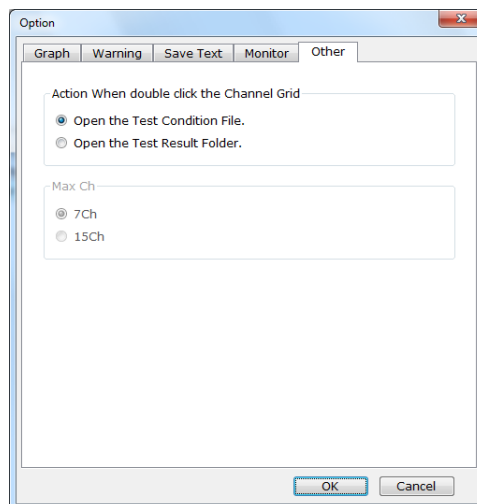 Option
Graph Warning Save Text Monitor Other
Action When double click the Channel Grid
Open the Test Condition File.
Open the Test Result Folder.
Max Ch
7Ch
15Ch
OK Cancel